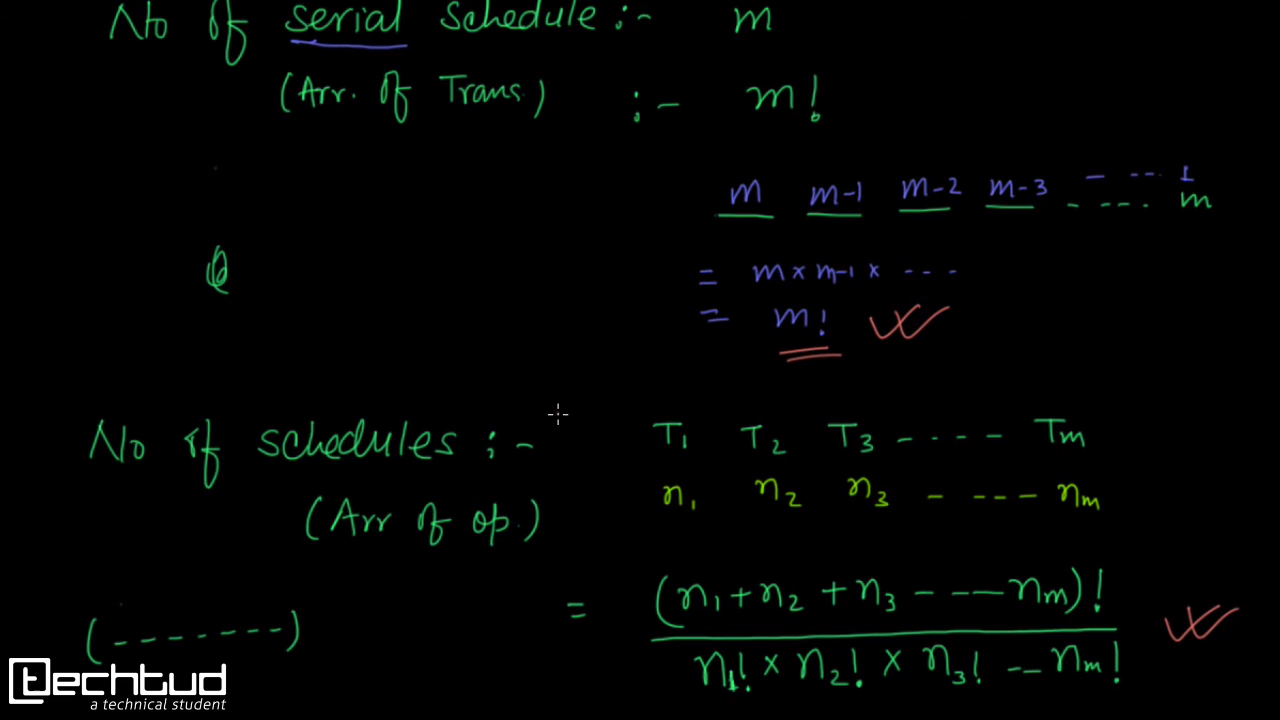 No of serial schedule :- m
(Arr. of Trans.) :- m!
m m-1 m-2 m-3 - --- 1
- ---- m
= m × m-1 × ----
= m!
No of schedules :- T1 T2 T3 ----- Tm
n1 n2 n3 - --- nm
(Arr of op.)
= (n1 + n2 + n3 - --- nm)!
n1! × n2! × n3! -- nm!
(-------)
techtud
a technical student